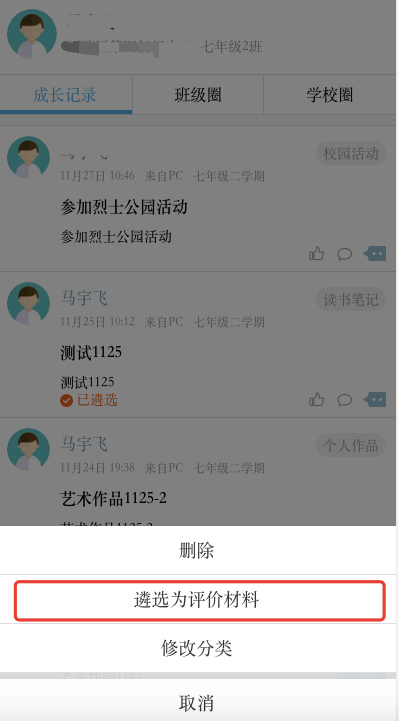 七年级2班
成长记录 班级圈 学校圈
校园活动
11月27日 10:46 来自PC 七年级二学期
参加烈士公园活动
参加烈士公园活动
马宇飞 读书笔记
11月25日 10:12 来自PC 七年级二学期
测试1125
测试1125
已遴选
马宇飞 个人作品
11月24日 19:38 来自PC 七年级二学期
艺术作品1125-2
删除
遴选为评价材料
修改分类
取消